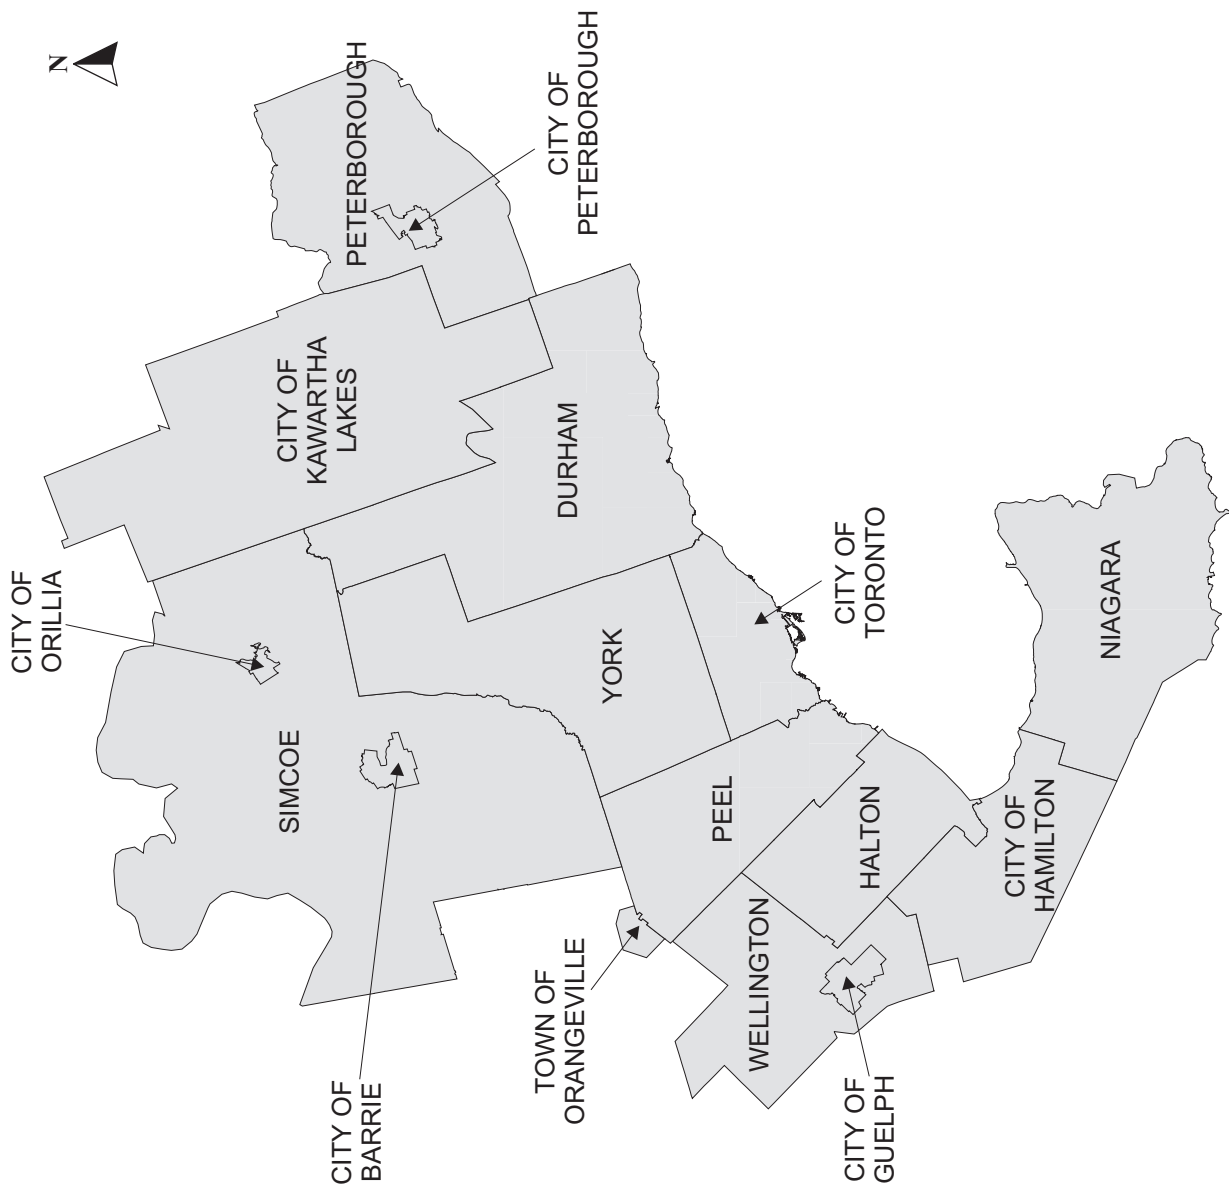 N
CITY OF
ORILLIA
PETERBOROUGH
CITY OF
PETERBOROUGH
CITY OF
KAWARTHA
LAKES
SIMCOE
DURHAM
CITY OF
BARRIE
YORK
CITY OF
TORONTO
TOWN OF
ORANGEVILLE
PEEL
WELLINGTON
HALTON
CITY OF
GUELPH
CITY OF
HAMILTON
NIAGARA